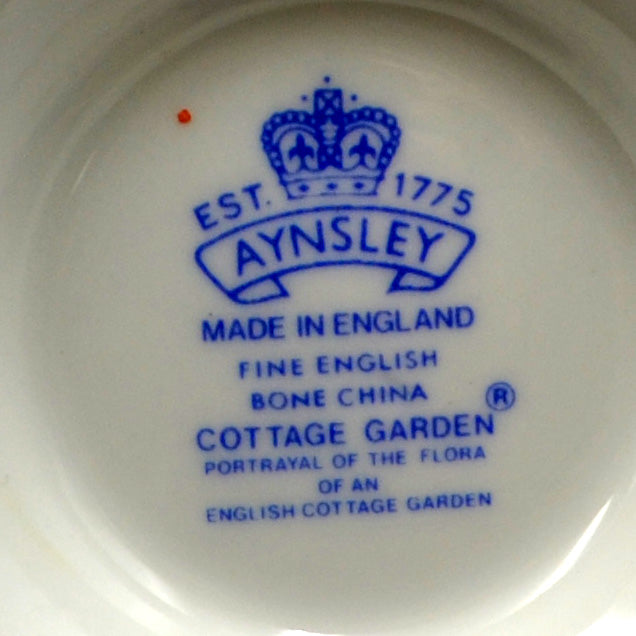 EST. 1775
AYNSLEY
MADE IN ENGLAND
FINE ENGLISH
BONE CHINA
COTTAGE GARDEN ®
PORTRAYAL OF THE FLORA
OF AN
ENGLISH COTTAGE GARDEN